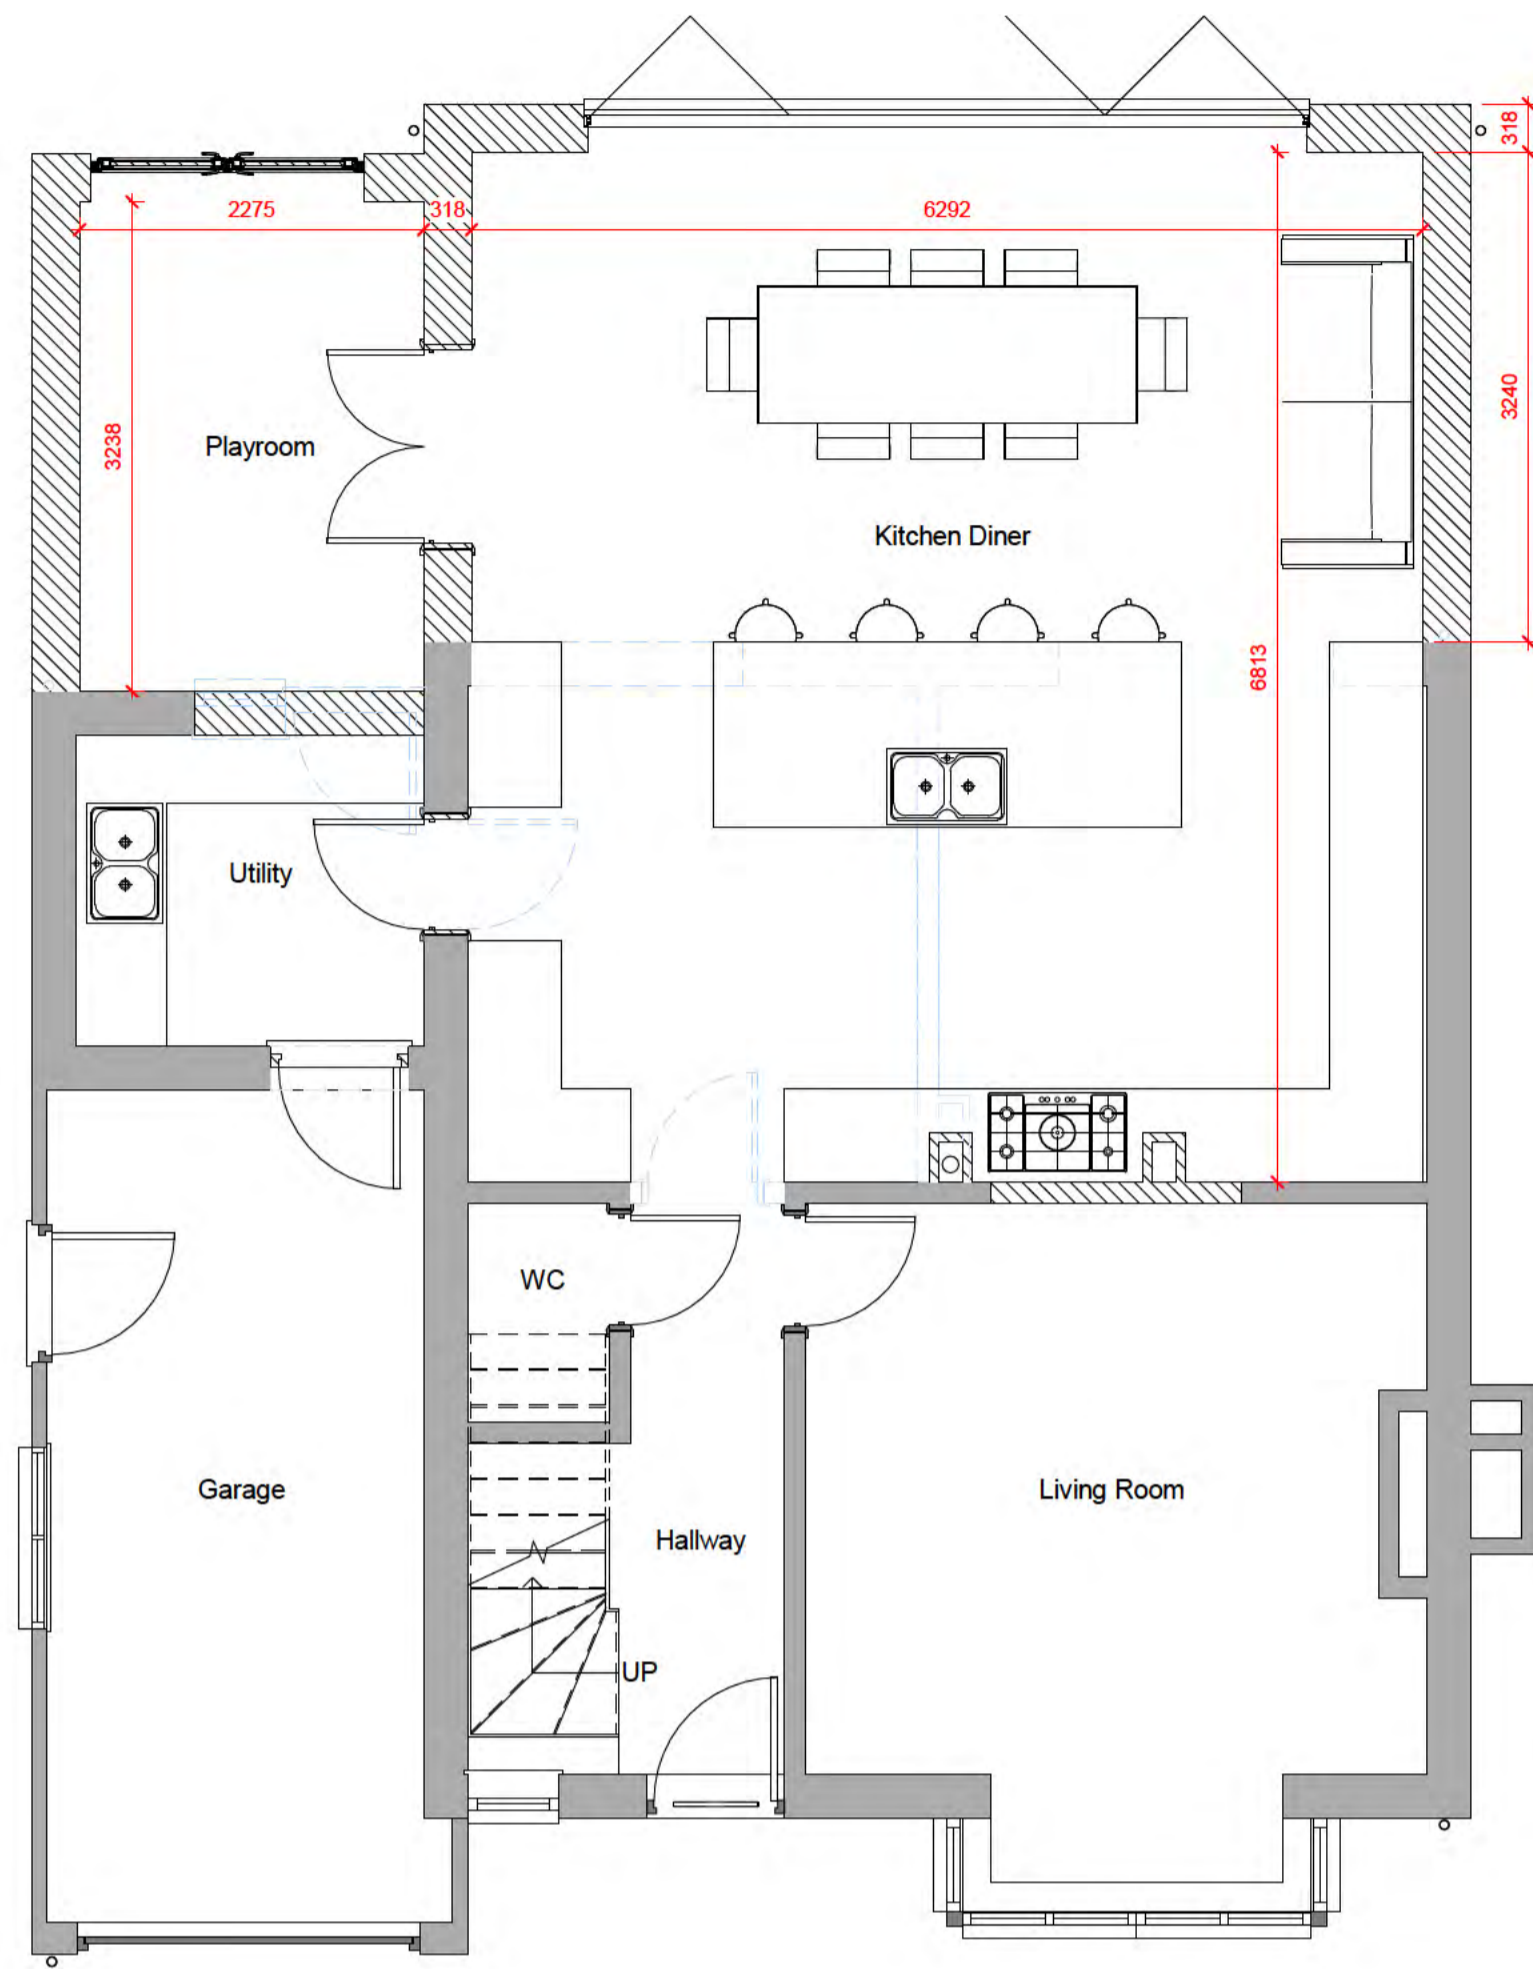 318
2275
318
6292
3240
3238
Playroom
Kitchen Diner
6813
Utility
WC
Garage
Living Room
Hallway
UP